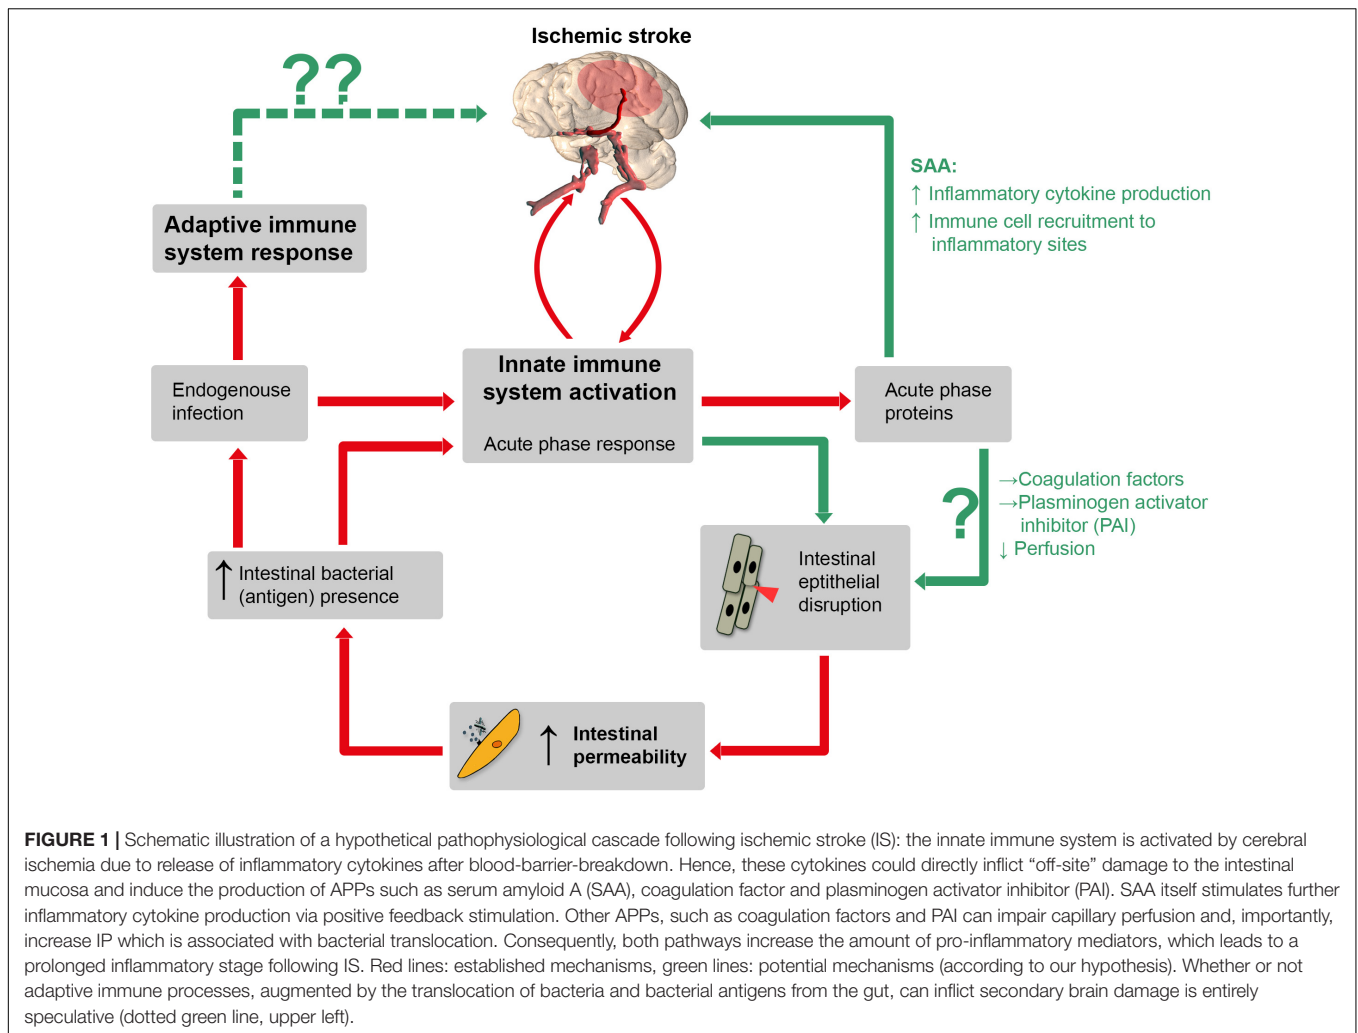 Ischemic stroke
??
SAA:
↑ Inflammatory cytokine production
↑ Immune cell recruitment to
inflammatory sites
Adaptive immune
system response
Endogenouse
infection
Innate immune
system activation
Acute phase response
Acute phase
proteins
?
→Coagulation factors
→Plasminogen activator
inhibitor (PAI)
↓ Perfusion
↑ Intestinal bacterial
(antigen) presence
Intestinal
eptithelial
disruption
↑ Intestinal
permeability
FIGURE 1 | Schematic illustration of a hypothetical pathophysiological cascade following ischemic stroke (IS): the innate immune system is activated by cerebral
ischemia due to release of inflammatory cytokines after blood-barrier-breakdown. Hence, these cytokines could directly inflict “off-site” damage to the intestinal
mucosa and induce the production of APPs such as serum amyloid A (SAA), coagulation factor and plasminogen activator inhibitor (PAI). SAA itself stimulates further
inflammatory cytokine production via positive feedback stimulation. Other APPs, such as coagulation factors and PAI can impair capillary perfusion and, importantly,
increase IP which is associated with bacterial translocation. Consequently, both pathways increase the amount of pro-inflammatory mediators, which leads to a
prolonged inflammatory stage following IS. Red lines: established mechanisms, green lines: potential mechanisms (according to our hypothesis). Whether or not
adaptive immune processes, augmented by the translocation of bacteria and bacterial antigens from the gut, can inflict secondary brain damage is entirely
speculative (dotted green line, upper left).